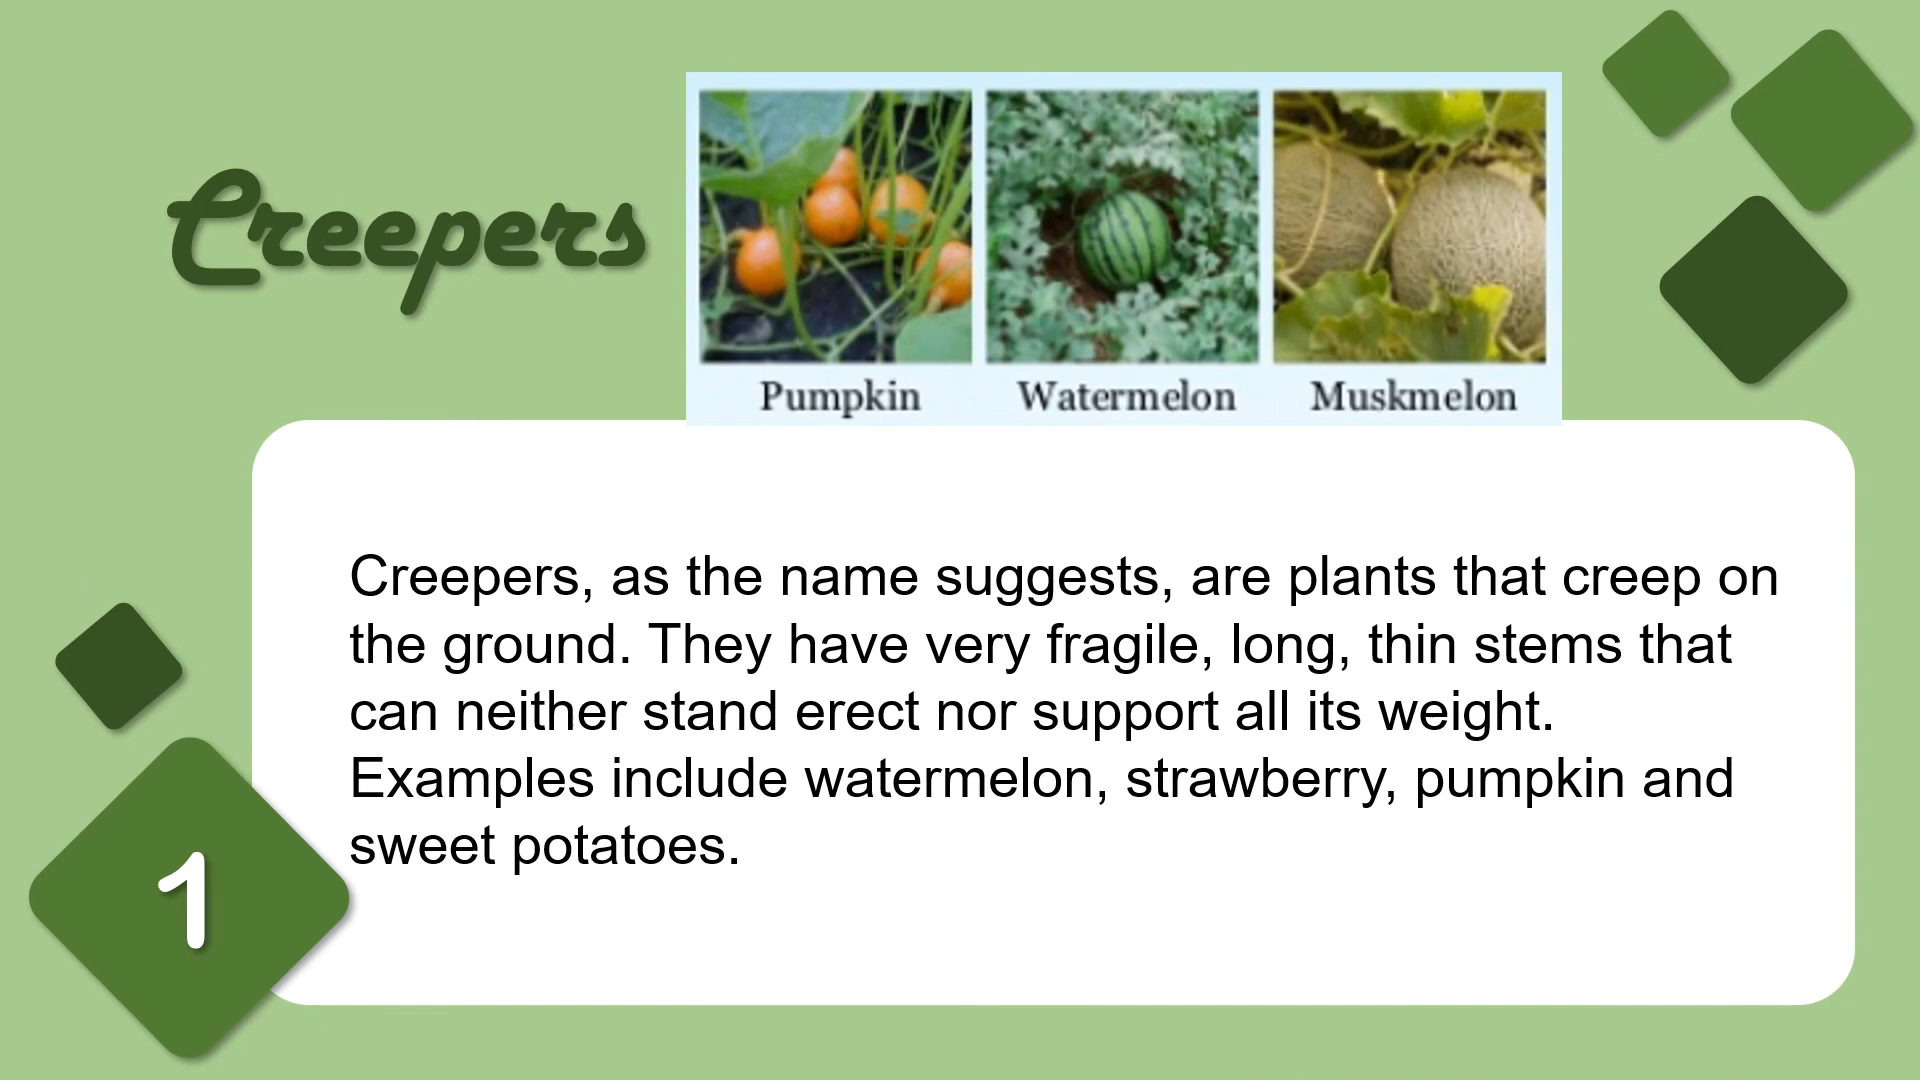 Creepers
Pumpkin
Watermelon
Muskmelon
Creepers, as the name suggests, are plants that creep on
the ground. They have very fragile, long, thin stems that
can neither stand erect nor support all its weight.
Examples include watermelon, strawberry, pumpkin and
sweet potatoes.
1